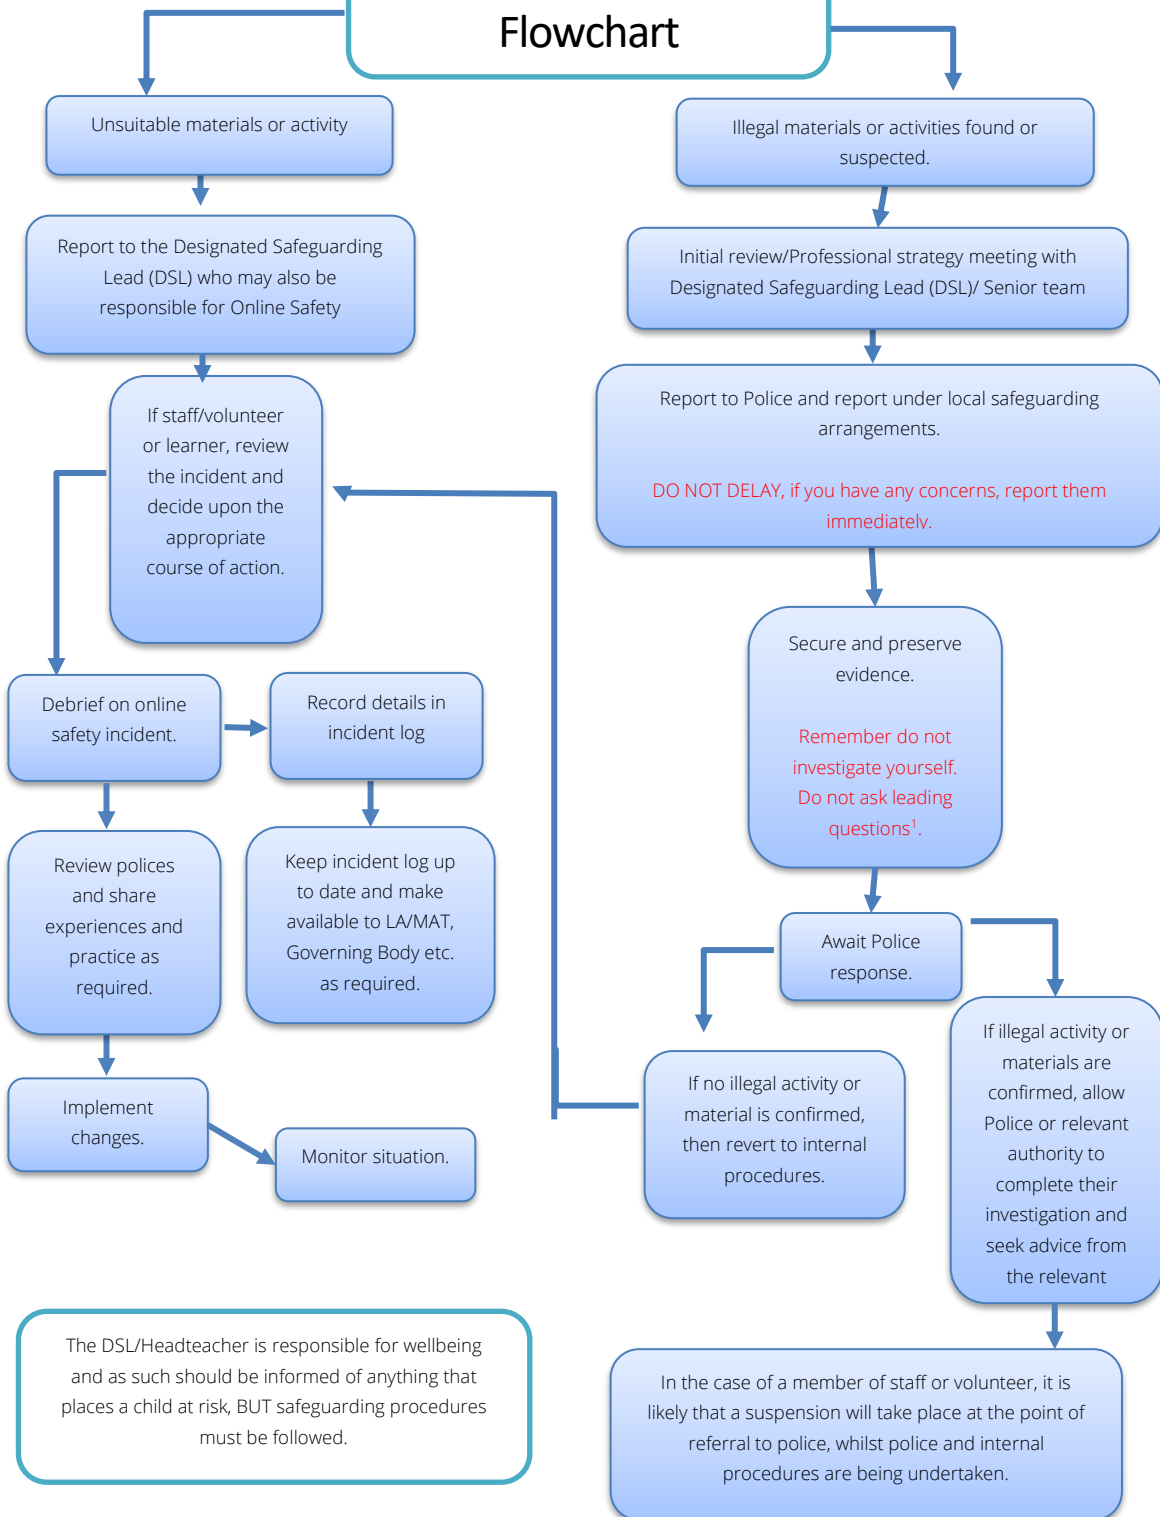 Flowchart
Unsuitable materials or activity
Report to the Designated Safeguarding
Lead (DSL) who may also be
responsible for Online Safety
If staff/volunteer
or learner, review
the incident and
decide upon the
appropriate
course of action.
Debrief on online
safety incident.
Record details in
incident log
Review polices
and share
experiences and
practice as
required.
Keep incident log up
to date and make
available to LA/MAT,
Governing Body etc.
as required.
Implement
changes.
Monitor situation.
Illegal materials or activities found or
suspected.
Initial review/Professional strategy meeting with
Designated Safeguarding Lead (DSL)/ Senior team
Report to Police and report under local safeguarding
arrangements.
DO NOT DELAY, if you have any concerns, report them
immediately.
Secure and preserve
evidence.
Remember do not
investigate yourself.
Do not ask leading
questions¹.
Await Police
response.
If no illegal activity or
material is confirmed,
then revert to internal
procedures.
If illegal activity or
materials are
confirmed, allow
Police or relevant
authority to
complete their
investigation and
seek advice from
the relevant
In the case of a member of staff or volunteer, it is
likely that a suspension will take place at the point of
referral to police, whilst police and internal
procedures are being undertaken.
The DSL/Headteacher is responsible for wellbeing
and as such should be informed of anything that
places a child at risk, BUT safeguarding procedures
must be followed.